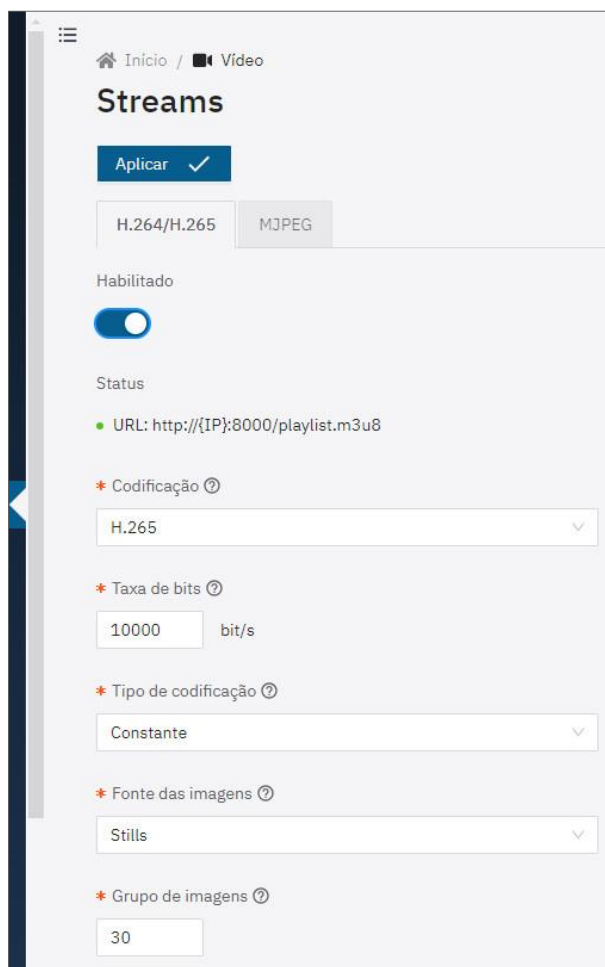 Início / Vídeo
Streams
Aplicar
H.264/H.265 MJPEG
Habilitado
Status
• URL: http://{IP}:8000/playlist.m3u8
* Codificação ?
H.265
* Taxa de bits ?
10000 bit/s
* Tipo de codificação ?
Constante
* Fonte das imagens ?
Stills
* Grupo de imagens ?
30